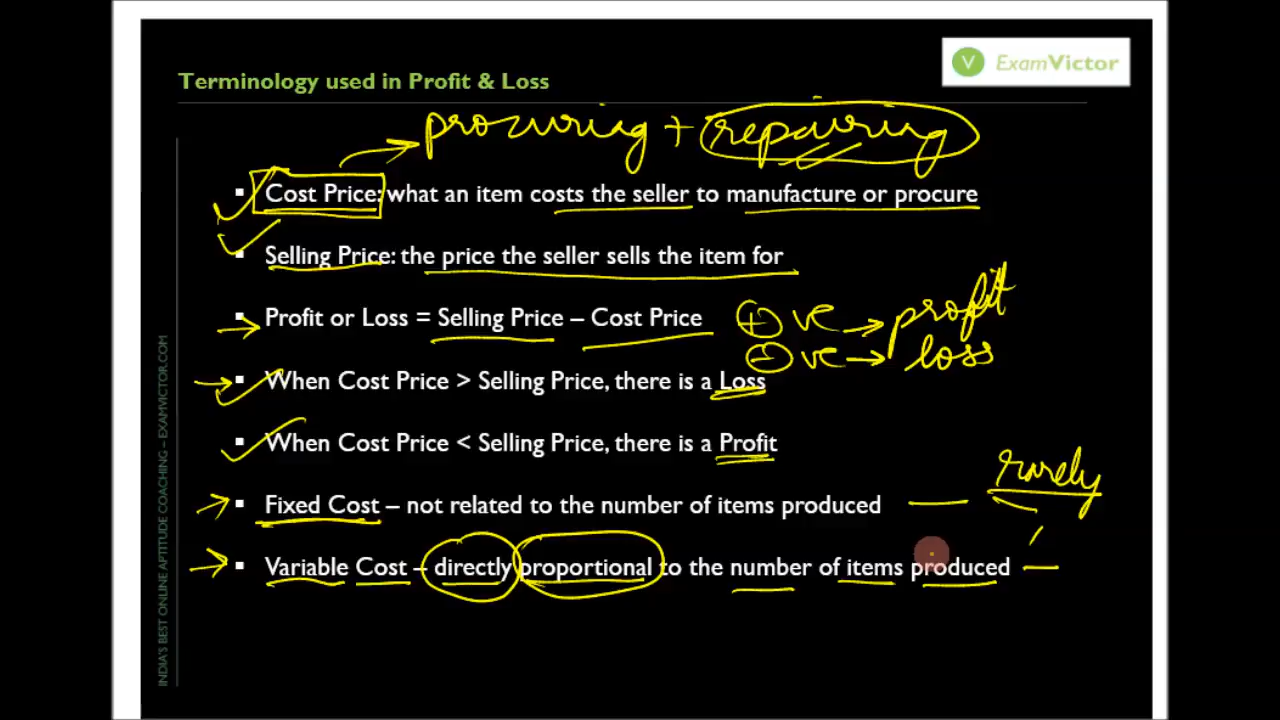 V ExamVictor
Terminology used in Profit & Loss
procuring + repairing
Cost Price: what an item costs the seller to manufacture or procure
Selling Price: the price the seller sells the item for
Profit or Loss = Selling Price – Cost Price
+ ve → profit
- ve → loss
When Cost Price > Selling Price, there is a Loss
When Cost Price < Selling Price, there is a Profit
rarely
Fixed Cost – not related to the number of items produced
Variable Cost – directly proportional to the number of items produced
INDIA'S BEST ONLINE APTITUDE COACHING – EXAMVICTOR.COM